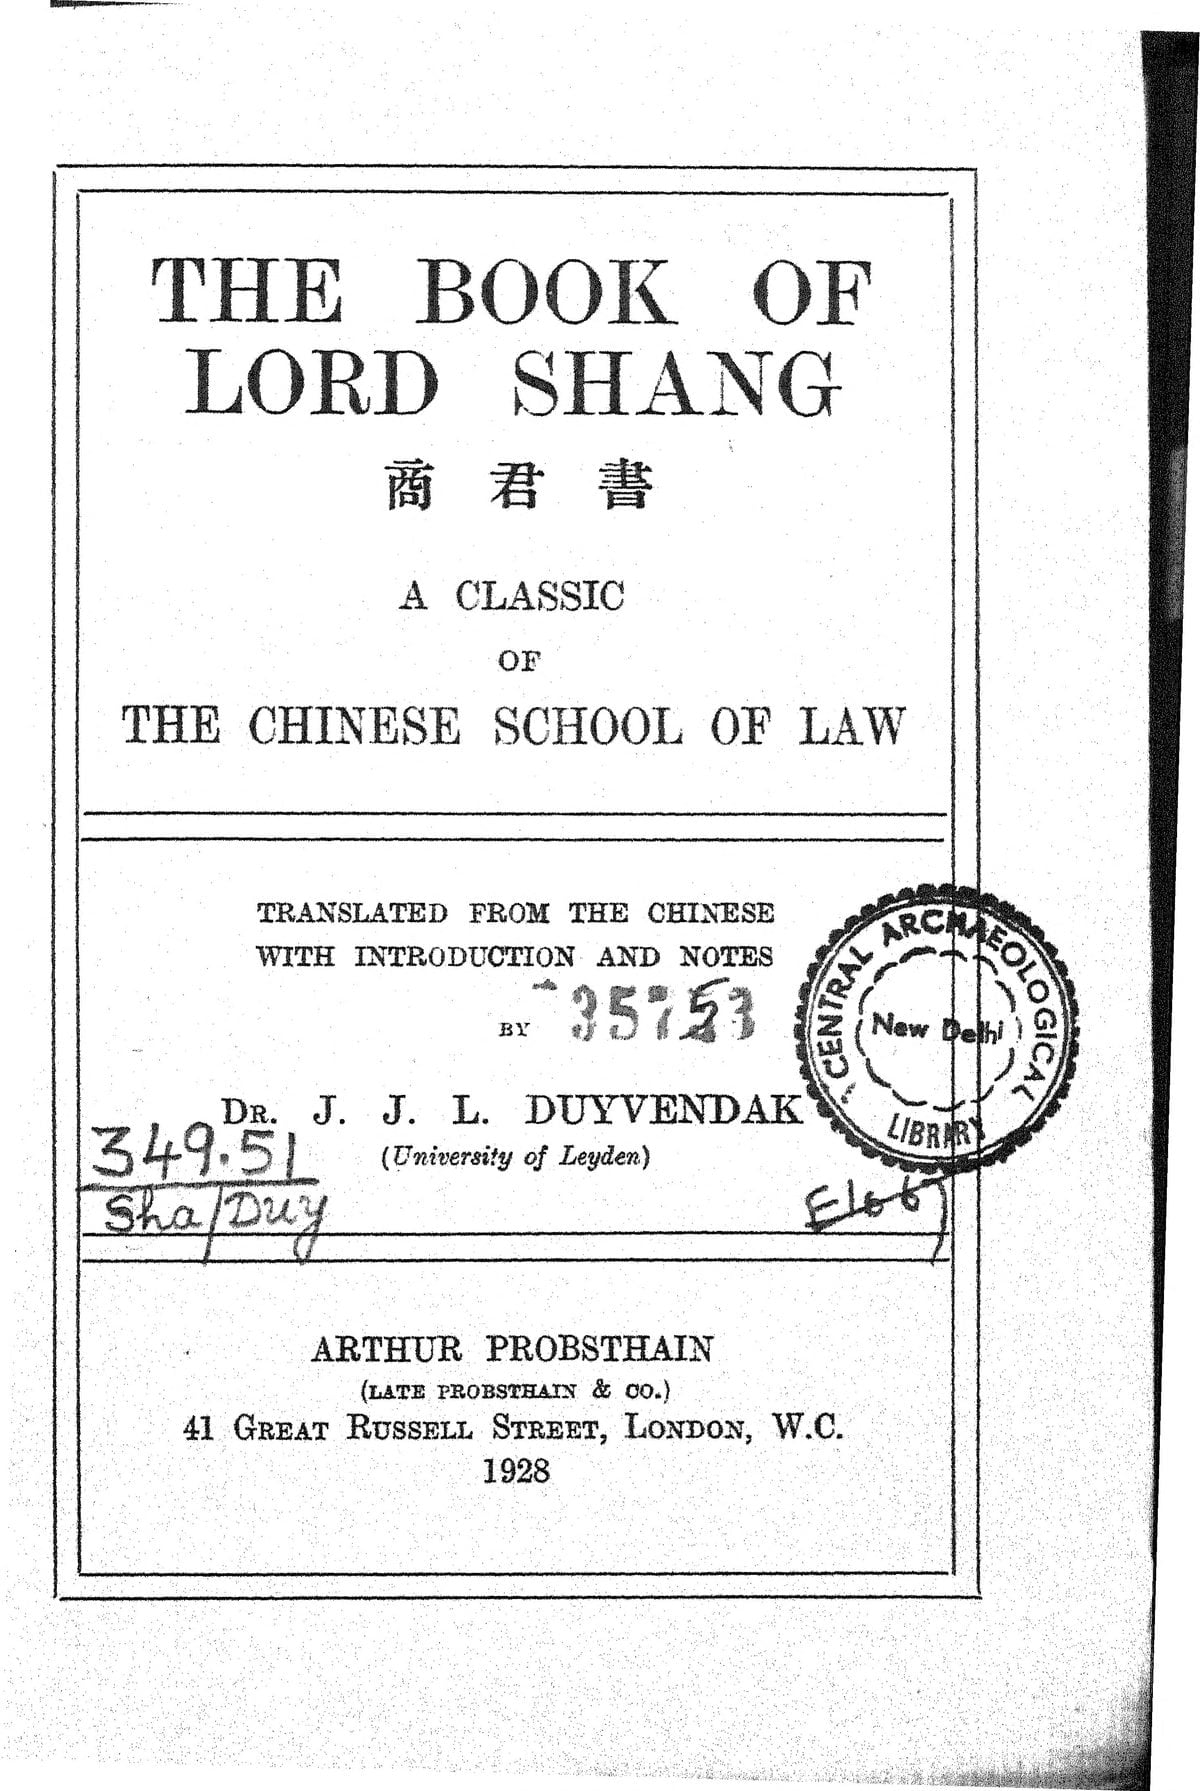 THE BOOK OF
LORD SHANG
商君書
A CLASSIC
OF
THE CHINESE SCHOOL OF LAW
TRANSLATED FROM THE CHINESE
WITH INTRODUCTION AND NOTES
BY
DR. J. J. L. DUYVENDAK
(University of Leyden)
CENTRAL ARCHAEOLOGICAL
LIBRARY
New Delhi
349.51
Sha/Duy
ARTHUR PROBSTHAIN
(LATE PROBSTHAIN & CO.)
41 GREAT RUSSELL STREET, LONDON, W.C.
1928